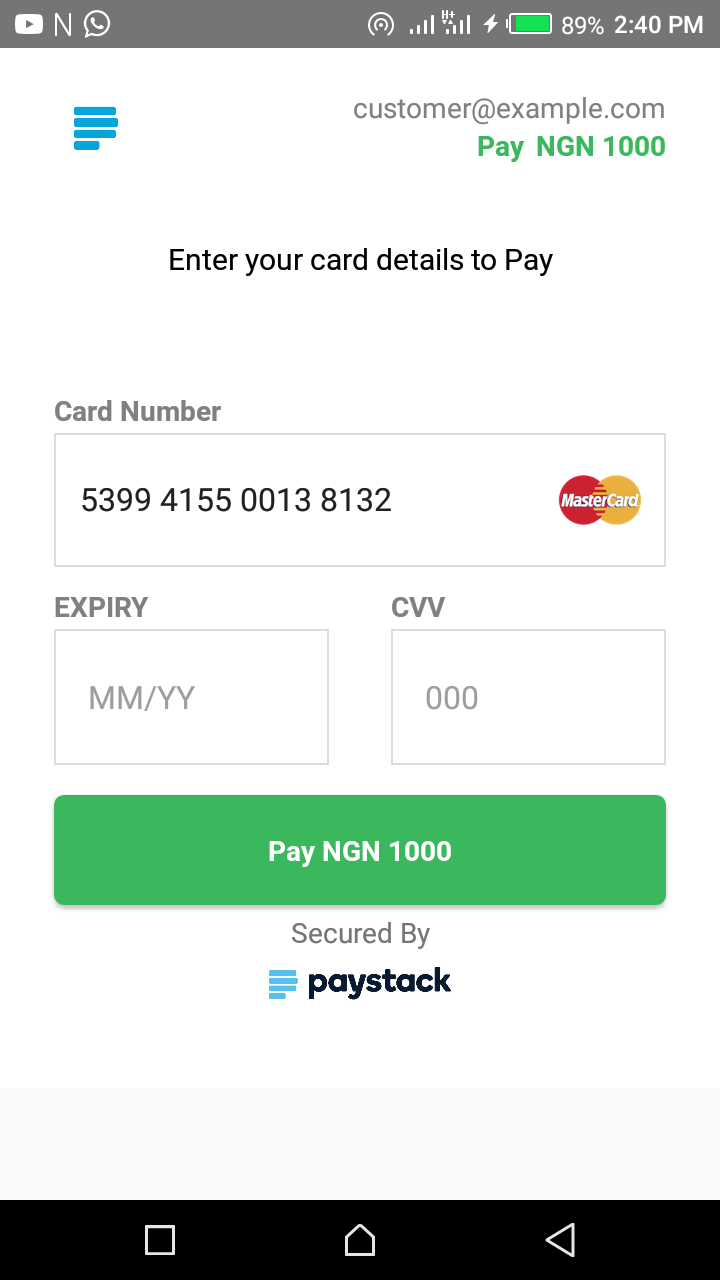 89% 2:40 PM
customer@example.com
Pay NGN 1000
Enter your card details to Pay
Card Number
5399 4155 0013 8132
MasterCard
EXPIRY
CVV
MM/YY
000
Pay NGN 1000
Secured By
paystack